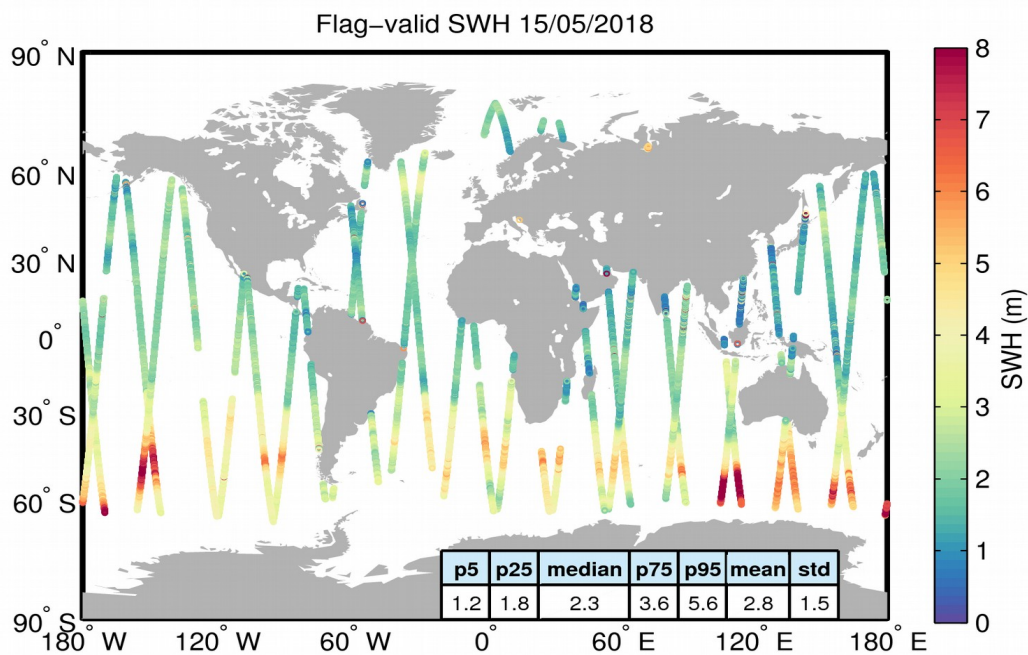 Flag−valid SWH 15/05/2018
90° N
60° N
30° N
0°
30° S
60° S
90° S
180° W
120° W
60° W
0°
60° E
120° E
180° E
p5 p25 median p75 p95 mean std
1.2 1.8 2.3 3.6 5.6 2.8 1.5
8
7
6
5
4
3
2
1
0
SWH (m)